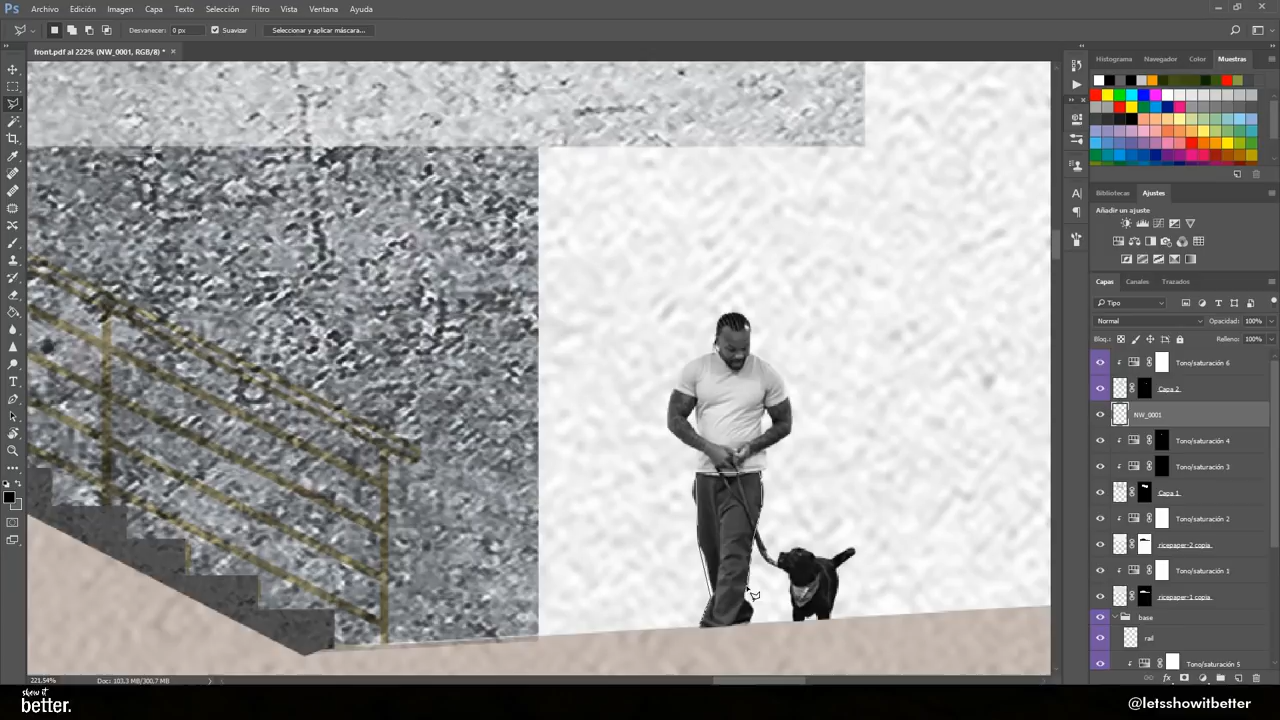 Ps Archivo Edición Imagen Capa Texto Selección Filtro Vista Ventana Ayuda
Desvanecer: 0 px Suavizar Seleccionar y aplicar máscara...
front.pdf al 222% (NW_0001, RGB/8) * ×
Histograma Navegador Color Muestras
Bibliotecas Ajustes
Añadir un ajuste
Capas Canales Trazados
Tipo
Normal Opacidad: 100%
Bloq.: Relleno: 100%
Tono/saturación 6
Capa 2
NW_0001
Tono/saturación 4
Tono/saturación 3
Capa 1
Tono/saturación 2
ricepaper-2 copia
Tono/saturación 1
ricepaper-1 copia
base
rail
Tono/saturación 5
221,54% Doc: 103,3 MB/300,7 MB
show it
better.
@letsshowitbetter